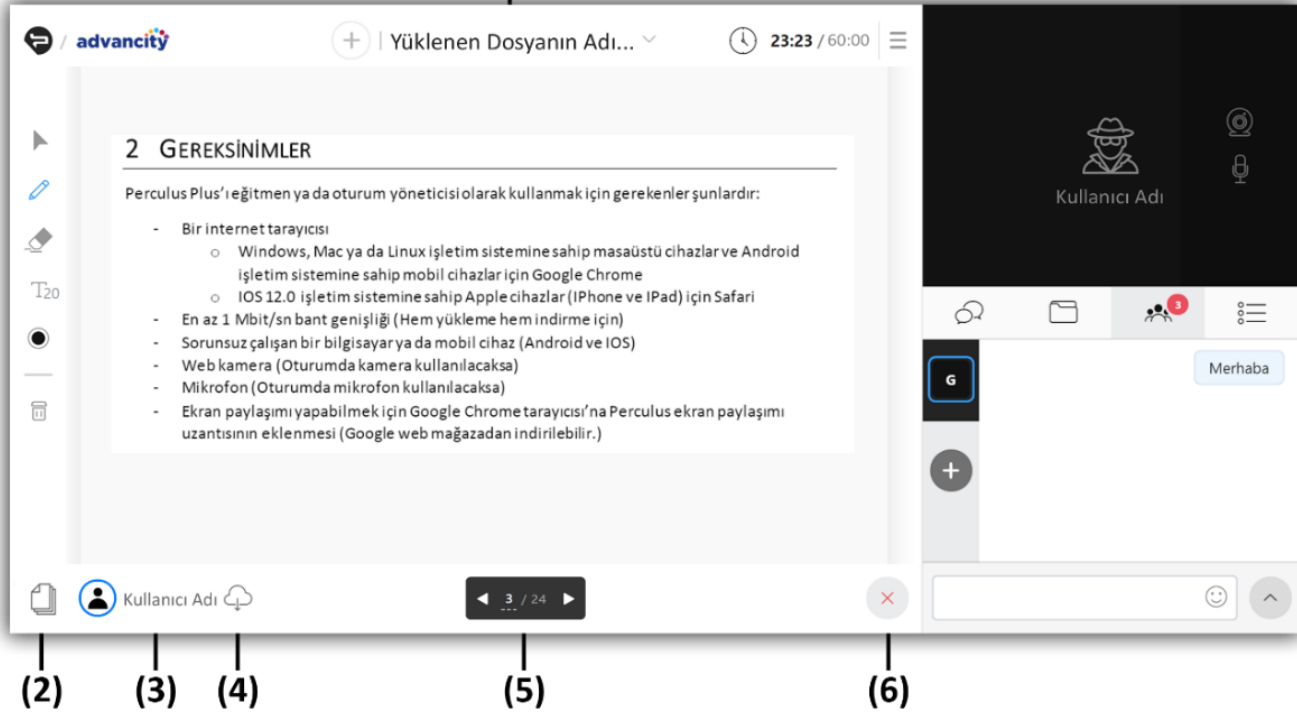 / advancity
+ | Yüklenen Dosyanın Adı...
23:23 / 60:00
Kullanıcı Adı
T20
2 GEREKSİNİMLER
Perculus Plus'ı eğitmen ya da oturum yöneticisi olarak kullanmak için gerekenler şunlardır:
- Bir internet tarayıcısı
o Windows, Mac ya da Linux işletim sistemine sahip masaüstü cihazlar ve Android
işletim sistemine sahip mobil cihazlar için Google Chrome
o IOS 12.0 işletim sistemine sahip Apple cihazlar (IPhone ve IPad) için Safari
- En az 1 Mbit/sn bant genişliği (Hem yükleme hem indirme için)
- Sorunsuz çalışan bir bilgisayar ya da mobil cihaz (Android ve IOS)
- Web kamera (Oturumda kamera kullanılacaksa)
- Mikrofon (Oturumda mikrofon kullanılacaksa)
- Ekran paylaşımı yapabilmek için Google Chrome tarayıcısı'na Perculus ekran paylaşımı
uzantısının eklenmesi (Google web mağazadan indirilebilir.)
3
G
Merhaba
+
Kullanıcı Adı
3 / 24
(2) (3) (4) (5) (6)